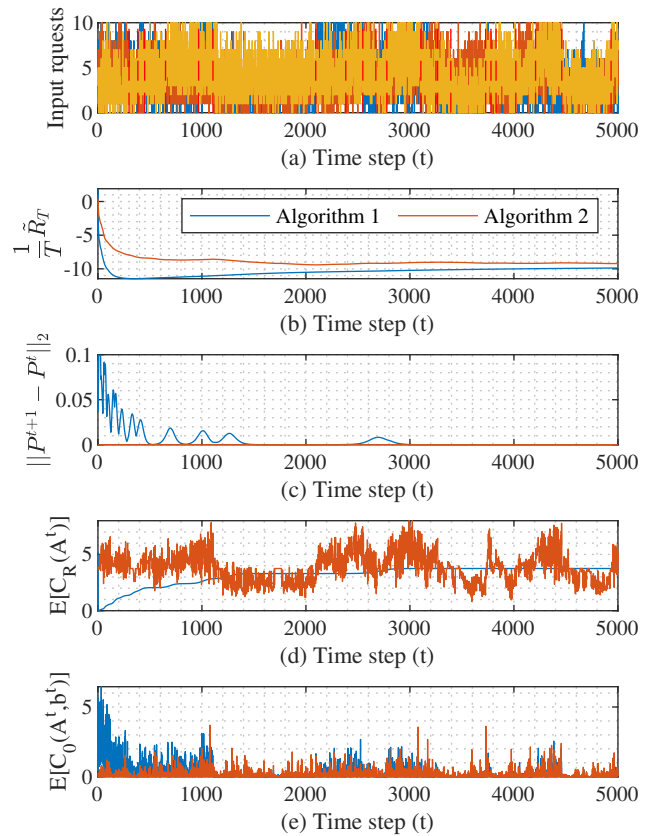 10
5
0
Input rquests
0 1000 2000 3000 4000 5000
(a) Time step (t)
0
-5
-10
1/T R̃_T
Algorithm 1 Algorithm 2
0 1000 2000 3000 4000 5000
(b) Time step (t)
0.1
0.05
0
||P^{t+1} − P^t||_2
0 1000 2000 3000 4000 5000
(c) Time step (t)
5
0
E[C_R(A^t)]
0 1000 2000 3000 4000 5000
(d) Time step (t)
5
0
E[C_0(A^t,b^t)]
0 1000 2000 3000 4000 5000
(e) Time step (t)